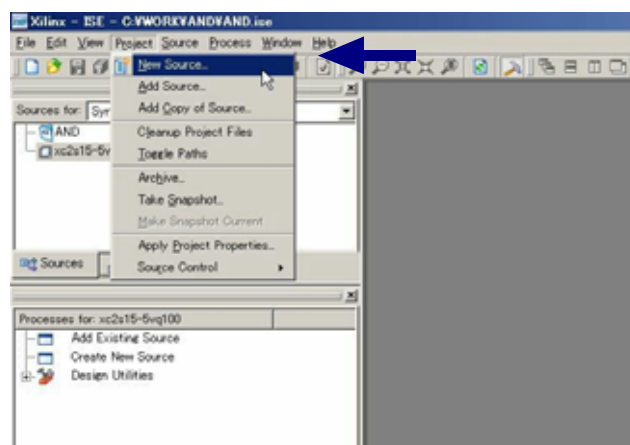 Xilinx - ISE - C:¥WORK¥AND¥AND.ise
File Edit View Project Source Process Window Help
New Source...
Add Source...
Sources for: Syn
Add Copy of Source...
AND
Cleanup Project Files
xc2s15-5v
Toggle Paths
Archive...
Take Snapshot...
Make Snapshot Current
Apply Project Properties...
Sources
Source Control
Processes for: xc2s15-5vq100
Add Existing Source
Create New Source
Design Utilities